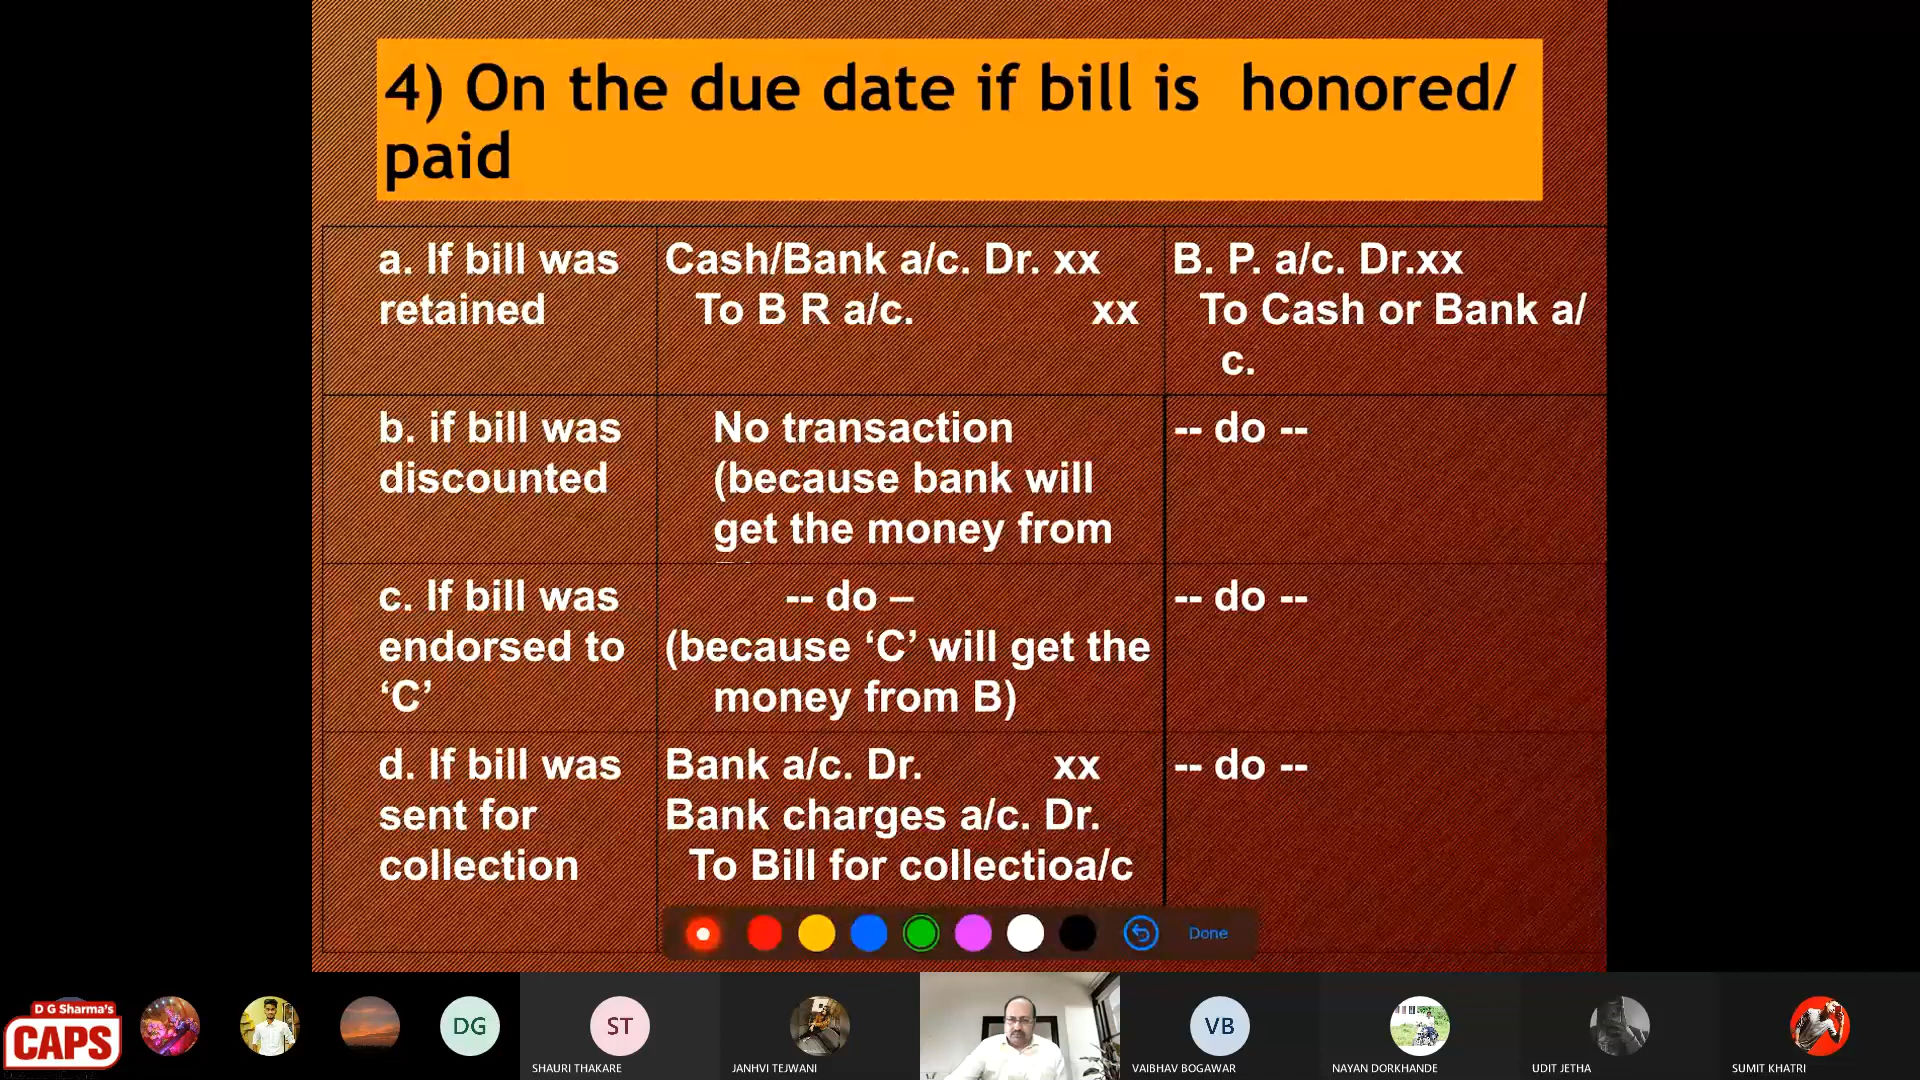 4) On the due date if bill is honored/
paid
a. If bill was
retained
Cash/Bank a/c. Dr. xx
To B R a/c. xx
B. P. a/c. Dr.xx
To Cash or Bank a/
c.
b. if bill was
discounted
No transaction
(because bank will
get the money from
-- do --
c. If bill was
endorsed to
‘C’
-- do –
(because ‘C’ will get the
money from B)
-- do --
d. If bill was
sent for
collection
Bank a/c. Dr. xx
Bank charges a/c. Dr.
To Bill for collectioa/c
-- do --
Done
D G Sharma's
CAPS
DG
ST
SHAURI THAKARE
JANHVI TEJWANI
VB
VAIBHAV BOGAWAR
NAYAN DORKHANDE
UDIT JETHA
SUMIT KHATRI